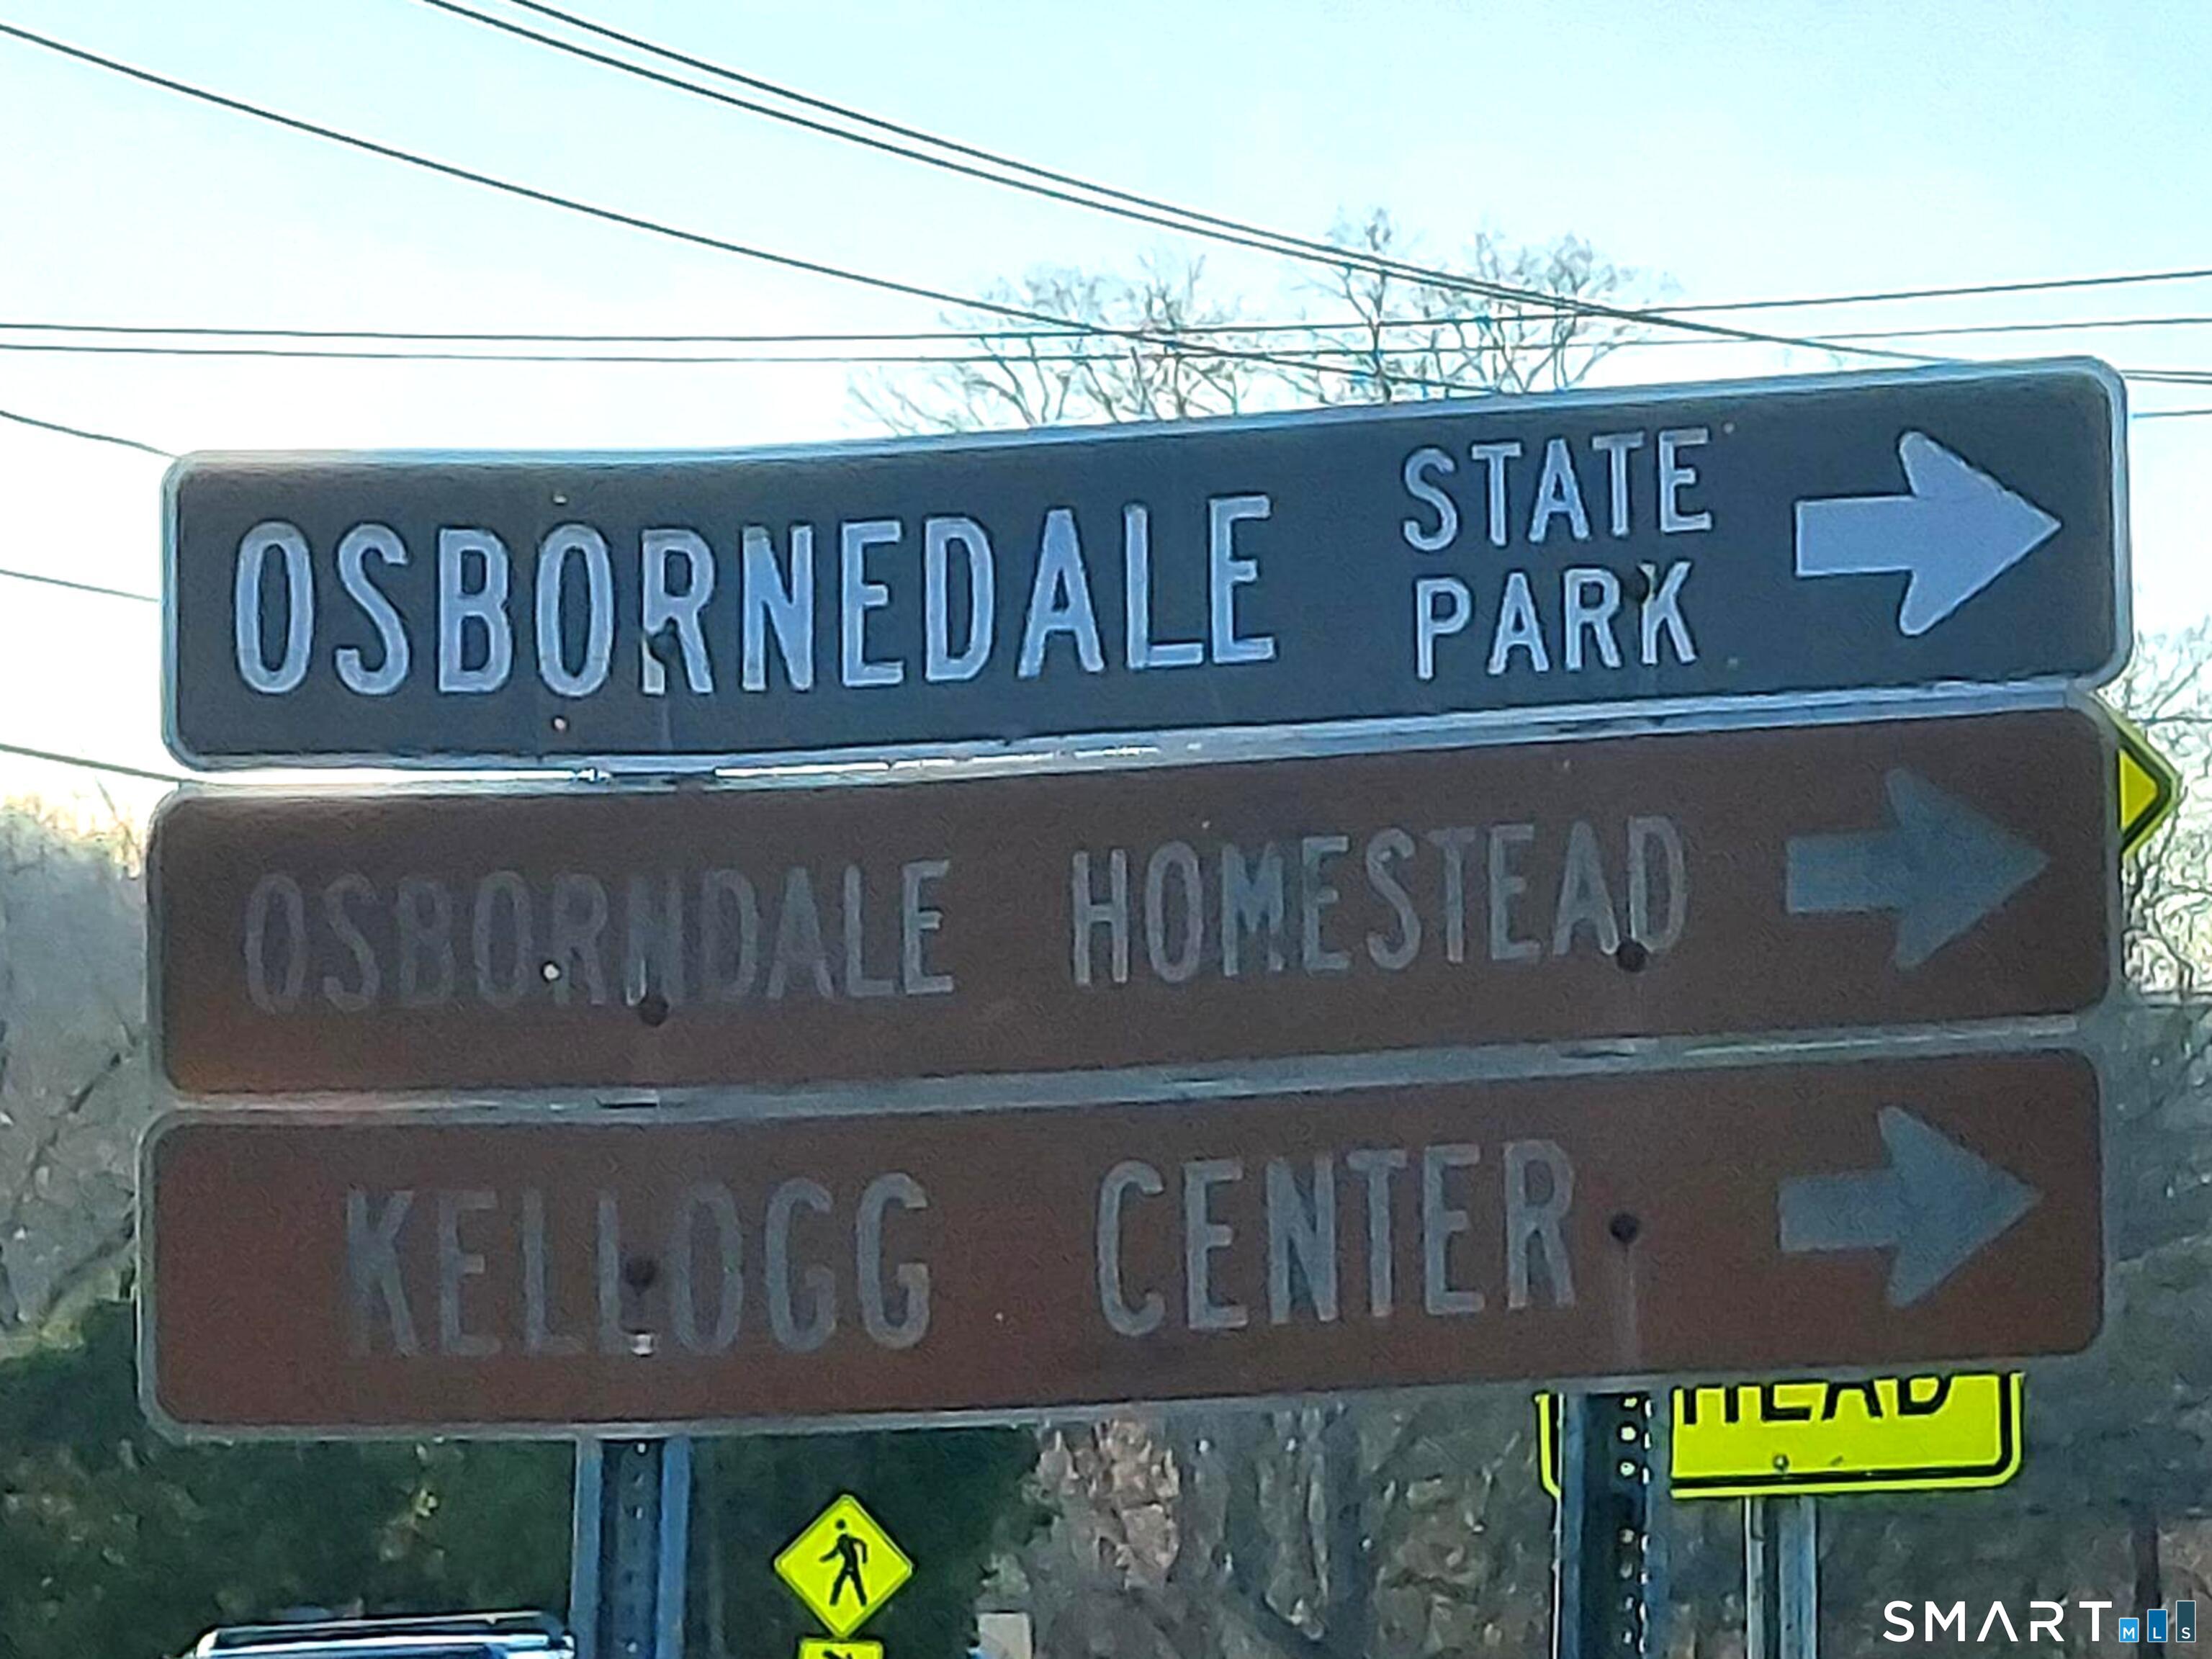 OSBORNEDALE STATE PARK
OSBORNDALE HOMESTEAD
KELLOGG CENTER
SMART MLS